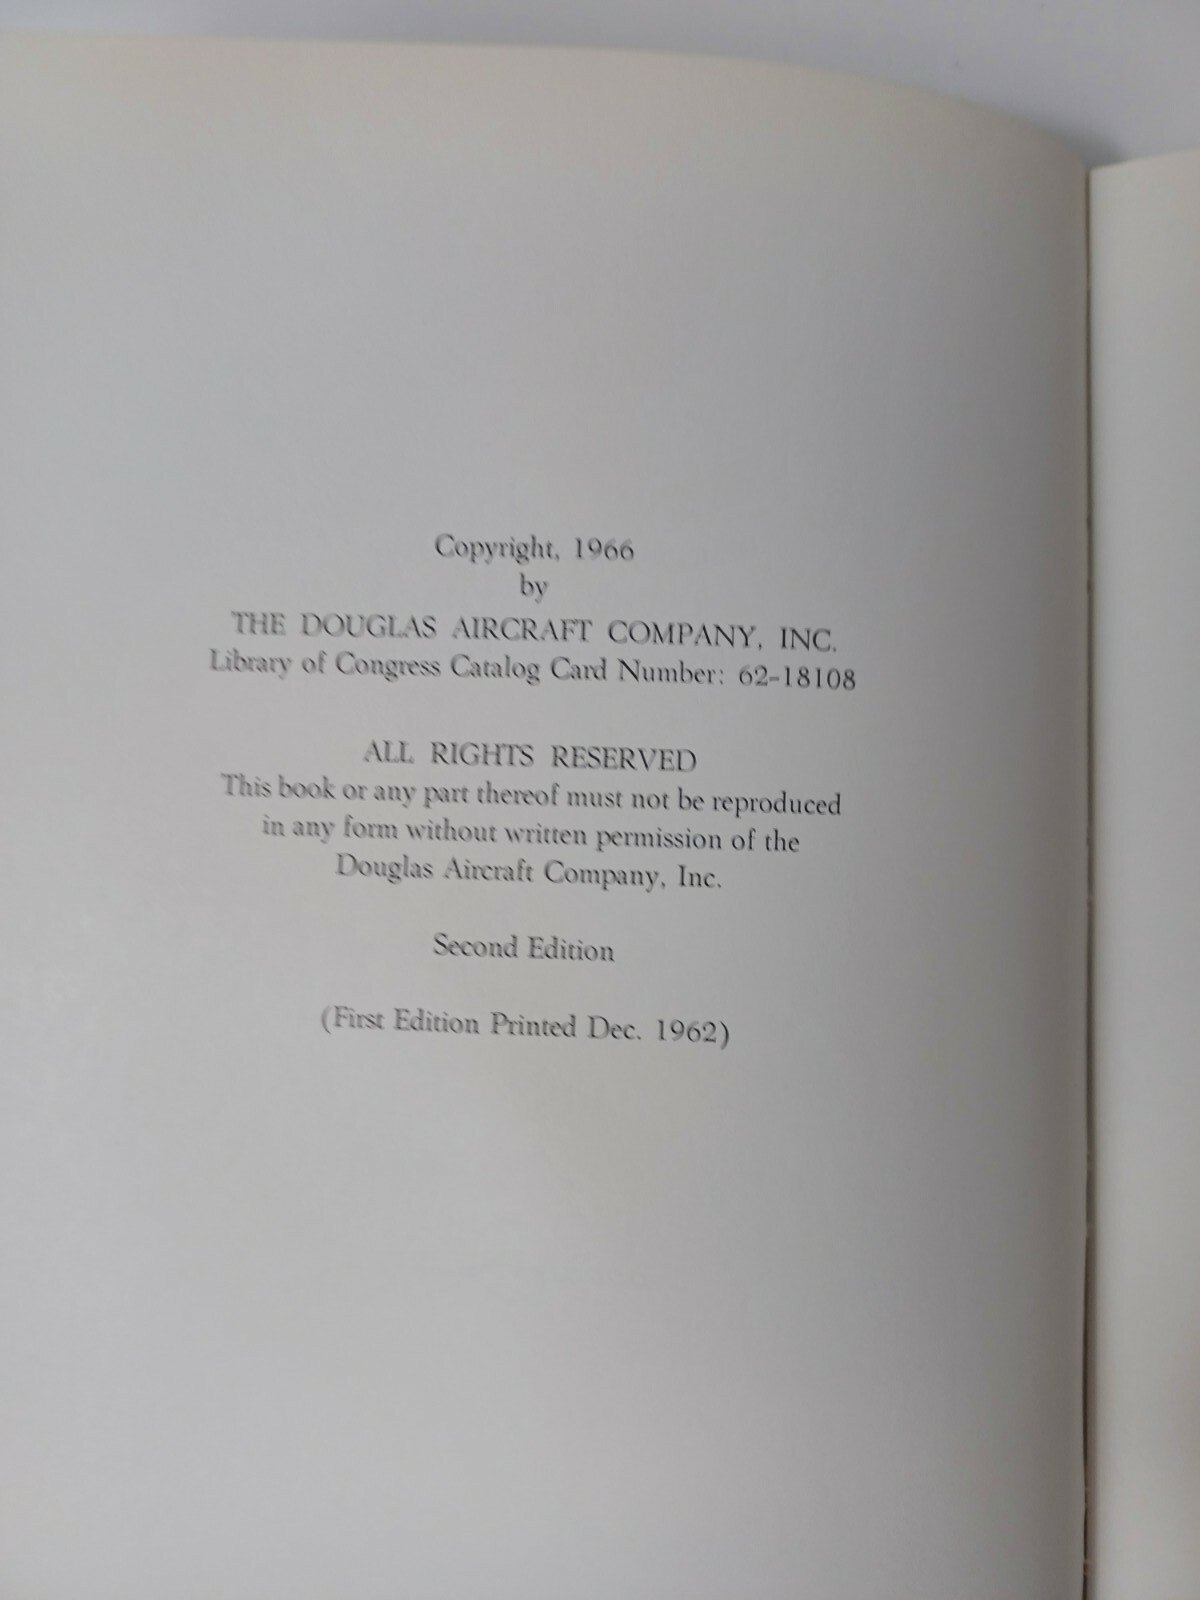 Copyright, 1966
by
THE DOUGLAS AIRCRAFT COMPANY, INC.
Library of Congress Catalog Card Number: 62-18108
ALL RIGHTS RESERVED
This book or any part thereof must not be reproduced
in any form without written permission of the
Douglas Aircraft Company, Inc.
Second Edition
(First Edition Printed Dec. 1962)